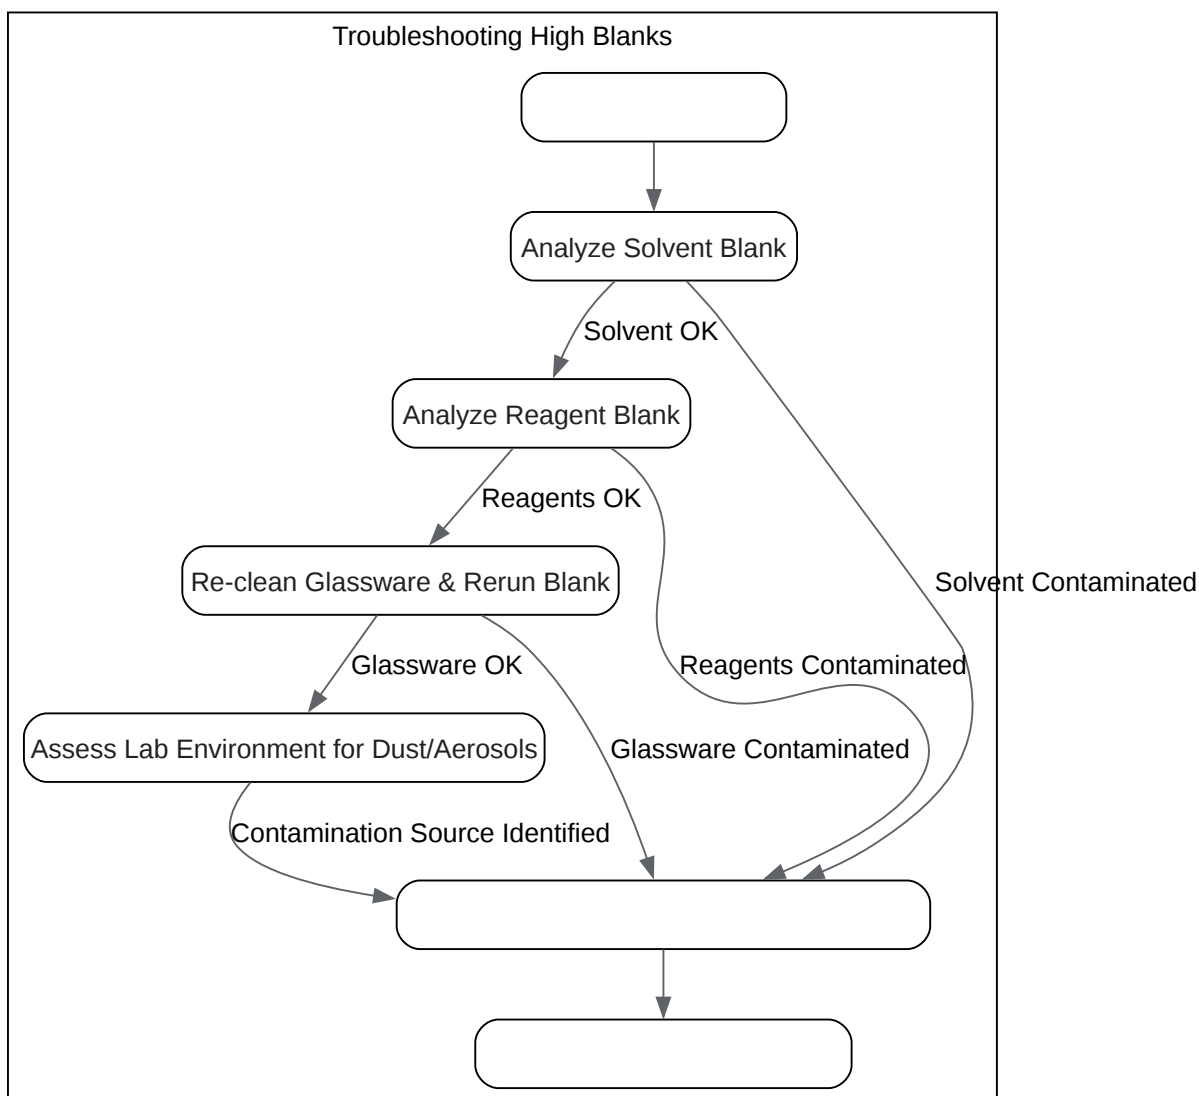 Troubleshooting High Blanks
Analyze Solvent Blank
Solvent OK
Analyze Reagent Blank
Reagents OK
Re-clean Glassware & Rerun Blank
Solvent Contaminated
Glassware OK
Reagents Contaminated
Assess Lab Environment for Dust/Aerosols
Glassware Contaminated
Contamination Source Identified